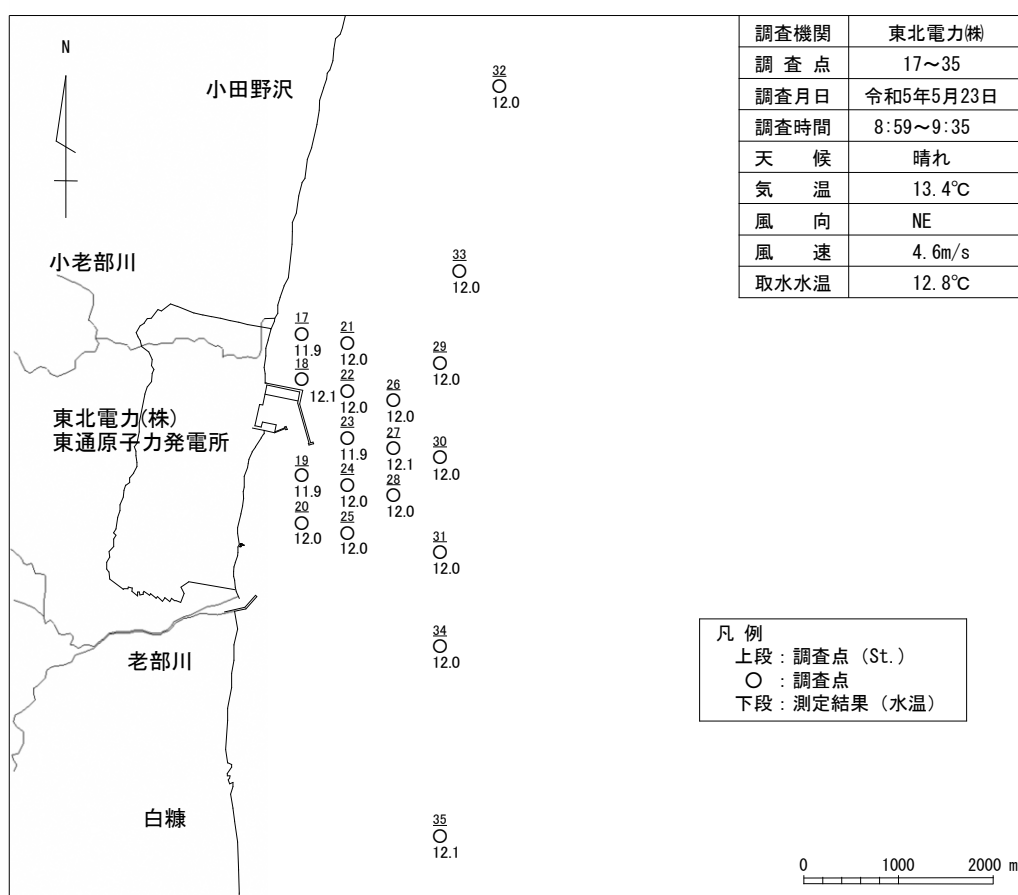 調査機関 東北電力㈱
調査点 17～35
調査月日 令和5年5月23日
調査時間 8:59～9:35
天候 晴れ
気温 13.4℃
風向 NE
風速 4.6m/s
取水水温 12.8℃
N
小田野沢
32
12.0
小老部川
33
12.0
17
11.9
21
12.0
29
12.0
18
12.1
22
12.0
26
12.0
東北電力(株)
東通原子力発電所
23
11.9
27
12.1
30
12.0
19
11.9
24
12.0
28
12.0
20
12.0
25
12.0
31
12.0
34
12.0
老部川
凡例
上段：調査点（St.）
○：調査点
下段：測定結果（水温）
白糠
35
12.1
0 1000 2000 m